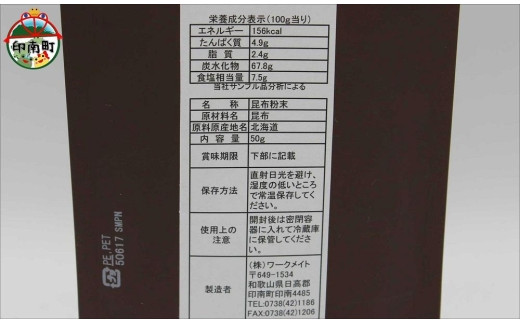 印南町
栄養成分表示(100g当り)
エネルギー 156kcal
たんぱく質 4.9g
脂質 2.4g
炭水化物 67.8g
食塩相当量 7.5g
当社サンプル品分析による
名称 昆布粉末
原材料名 昆布
原料原産地名 北海道
内容量 50g
賞味期限 下部に記載
保存方法 直射日光を避け、
湿度の低いところ
で常温保存してく
ださい。
使用上の注意 開封後は密閉容
器に入れて冷蔵庫
に保管してくださ
い。
製造者 (株)ワークメイト
〒649-1534
和歌山県日高郡
印南町印南4485
TEL:0738(42)1186
FAX:0738(42)1206
PE,PET
50617 SMPN
プラ